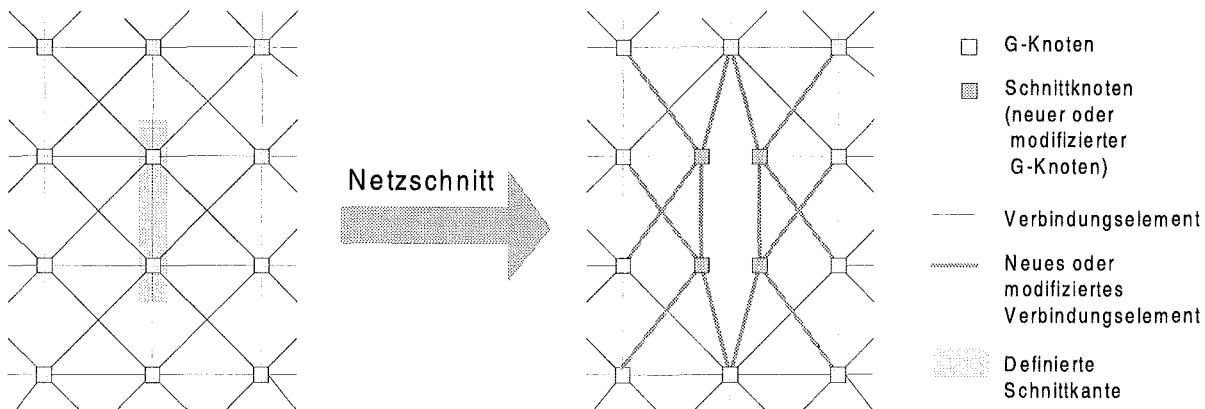 Netzschnitt
G-Knoten
Schnittknoten
(neuer oder
modifizierter
G-Knoten)
Verbindungselement
Neues oder
modifiziertes
Verbindungselement
Definierte
Schnittkante